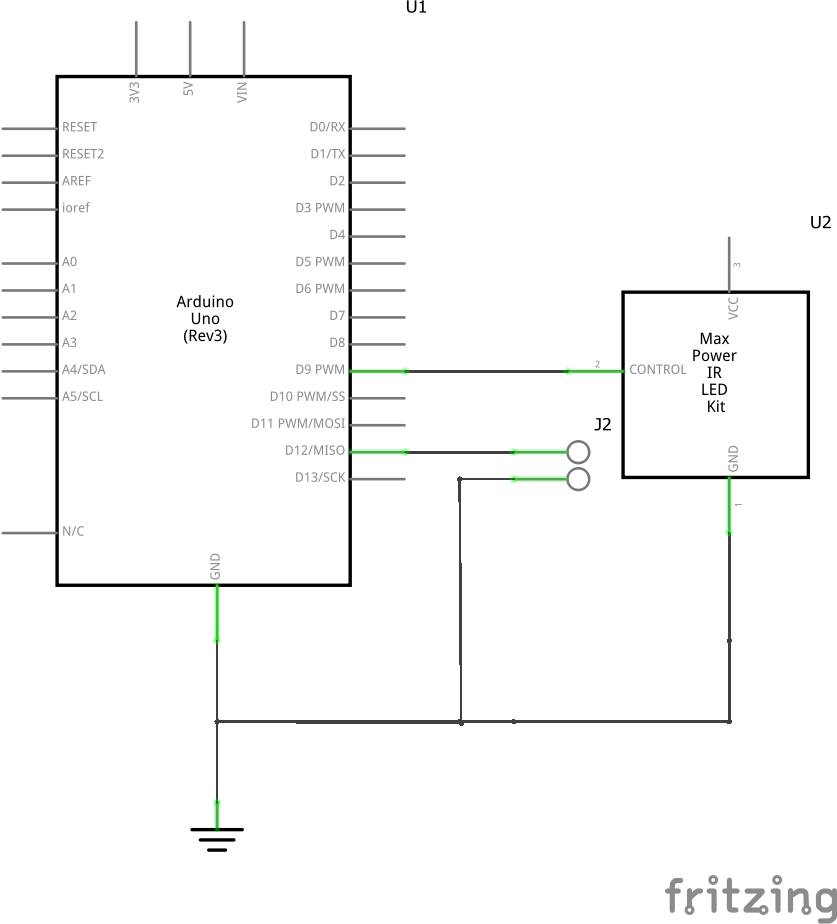 U1
3V3
5V
VIN
RESET
RESET2
AREF
ioref
A0
A1
A2
A3
A4/SDA
A5/SCL
N/C
Arduino
Uno
(Rev3)
D0/RX
D1/TX
D2
D3 PWM
D4
D5 PWM
D6 PWM
D7
D8
D9 PWM
D10 PWM/SS
D11 PWM/MOSI
D12/MISO
D13/SCK
GND
J2
U2
3
VCC
2
CONTROL
Max
Power
IR
LED
Kit
GND
1
fritzing